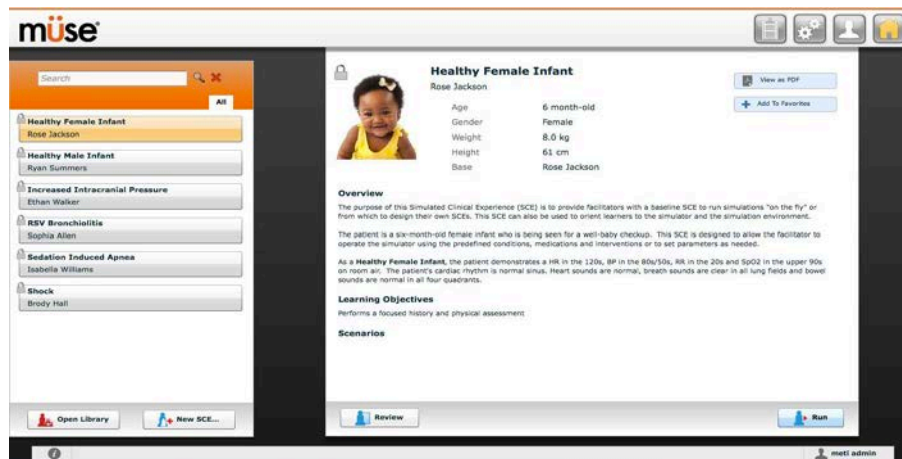 müse
Search
All
Healthy Female Infant
Rose Jackson
Healthy Male Infant
Ryan Summers
Increased Intracranial Pressure
Ethan Walker
RSV Bronchiolitis
Sophia Allen
Sedation Induced Apnea
Isabella Williams
Shock
Brody Hall
Open Library
New SCE...
Healthy Female Infant
Rose Jackson
Age 6 month-old
Gender Female
Weight 8.0 kg
Height 61 cm
Base Rose Jackson
View as PDF
Add To Favorites
Overview
The purpose of this Simulated Clinical Experience (SCE) is to provide facilitators with a baseline SCE to run simulations "on the fly" or
from which to design their own SCEs. This SCE can also be used to orient learners to the simulator and the simulation environment.
The patient is a six-month-old female infant who is being seen for a well-baby checkup. This SCE is designed to allow the facilitator to
operate the simulator using the predefined conditions, medications and interventions or to set parameters as needed.
As a Healthy Female Infant, the patient demonstrates a HR in the 120s, BP in the 80s/50s, RR in the 20s and SpO2 in the upper 90s
on room air. The patient's cardiac rhythm is normal sinus. Heart sounds are normal, breath sounds are clear in all lung fields and bowel
sounds are normal in all four quadrants.
Learning Objectives
Performs a focused history and physical assessment
Scenarios
Review
Run
meti admin